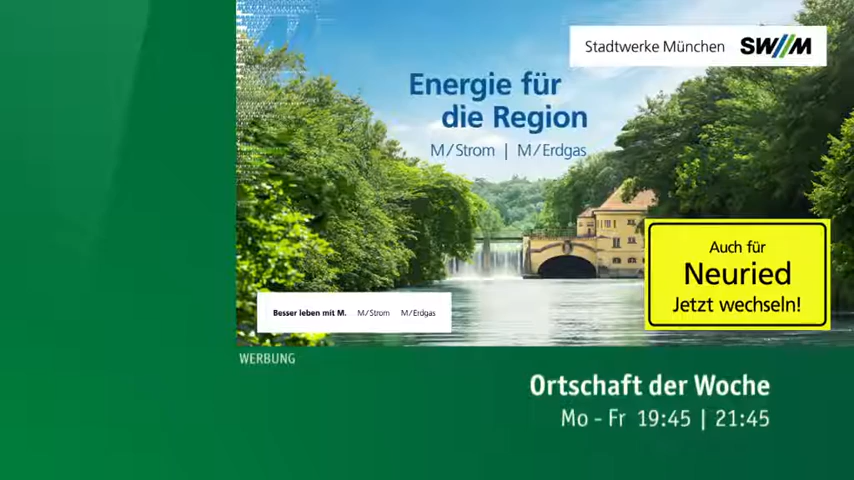 Stadtwerke München SWM
Energie für
die Region
M/Strom | M/Erdgas
Auch für
Neuried
Jetzt wechseln!
Besser leben mit M. M/Strom M/Erdgas
WERBUNG
Ortschaft der Woche
Mo - Fr 19:45 | 21:45